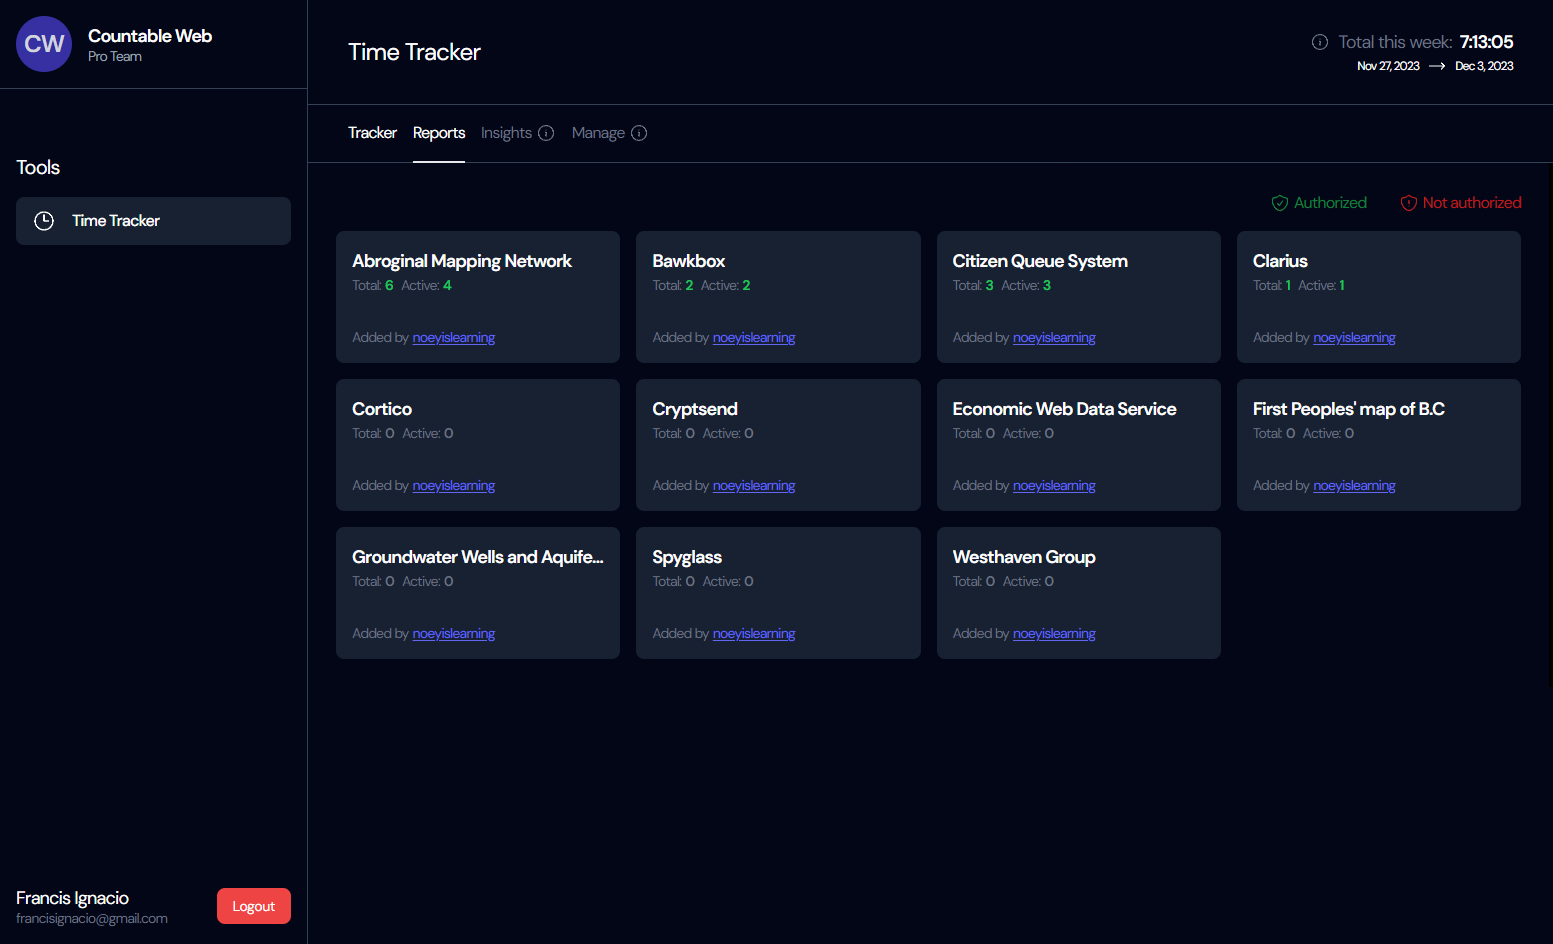 CW
Countable Web
Pro Team
Tools
Time Tracker
Francis Ignacio
francisignacio@gmail.com
Logout
Time Tracker
Total this week: 7:13:05
Nov 27, 2023 → Dec 3, 2023
Tracker Reports Insights Manage
Authorized Not authorized
Abroginal Mapping Network
Total: 6 Active: 4
Added by noeyislearning
Bawkbox
Total: 2 Active: 2
Added by noeyislearning
Citizen Queue System
Total: 3 Active: 3
Added by noeyislearning
Clarius
Total: 1 Active: 1
Added by noeyislearning
Cortico
Total: 0 Active: 0
Added by noeyislearning
Cryptsend
Total: 0 Active: 0
Added by noeyislearning
Economic Web Data Service
Total: 0 Active: 0
Added by noeyislearning
First Peoples' map of B.C
Total: 0 Active: 0
Added by noeyislearning
Groundwater Wells and Aquife...
Total: 0 Active: 0
Added by noeyislearning
Spyglass
Total: 0 Active: 0
Added by noeyislearning
Westhaven Group
Total: 0 Active: 0
Added by noeyislearning